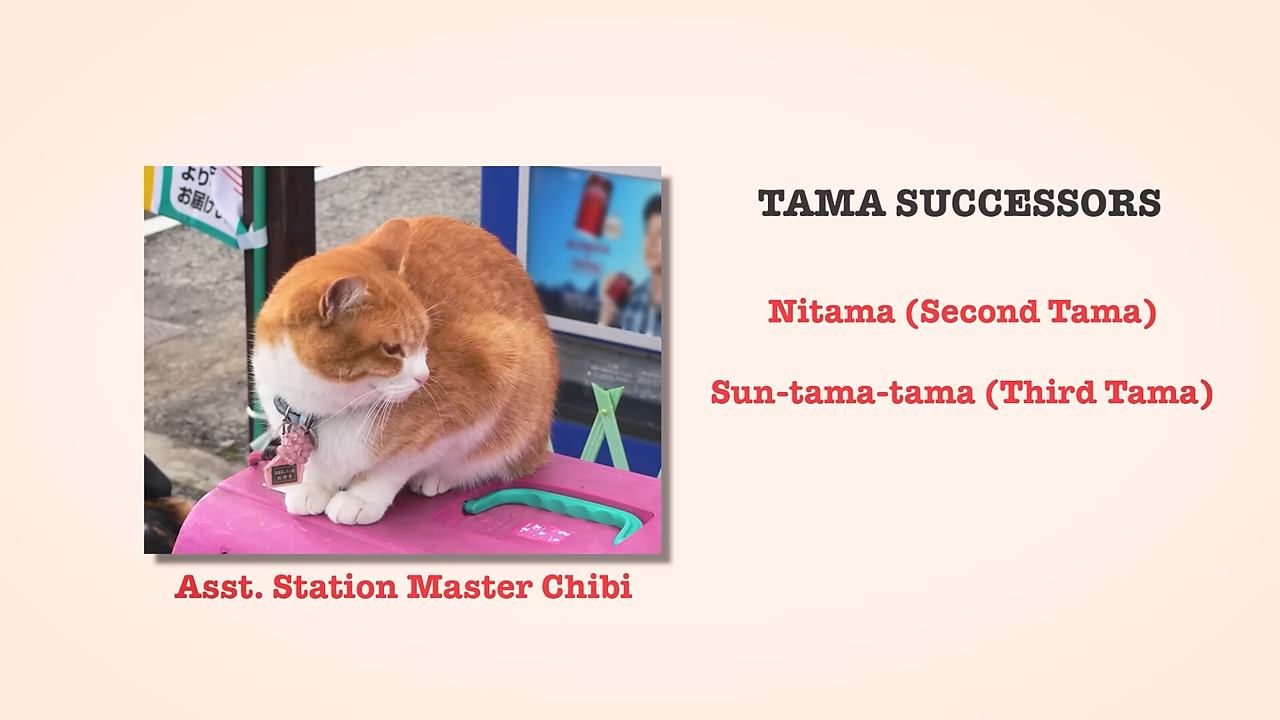 より
お届け
TAMA SUCCESSORS
Nitama (Second Tama)
Sun-tama-tama (Third Tama)
Asst. Station Master Chibi